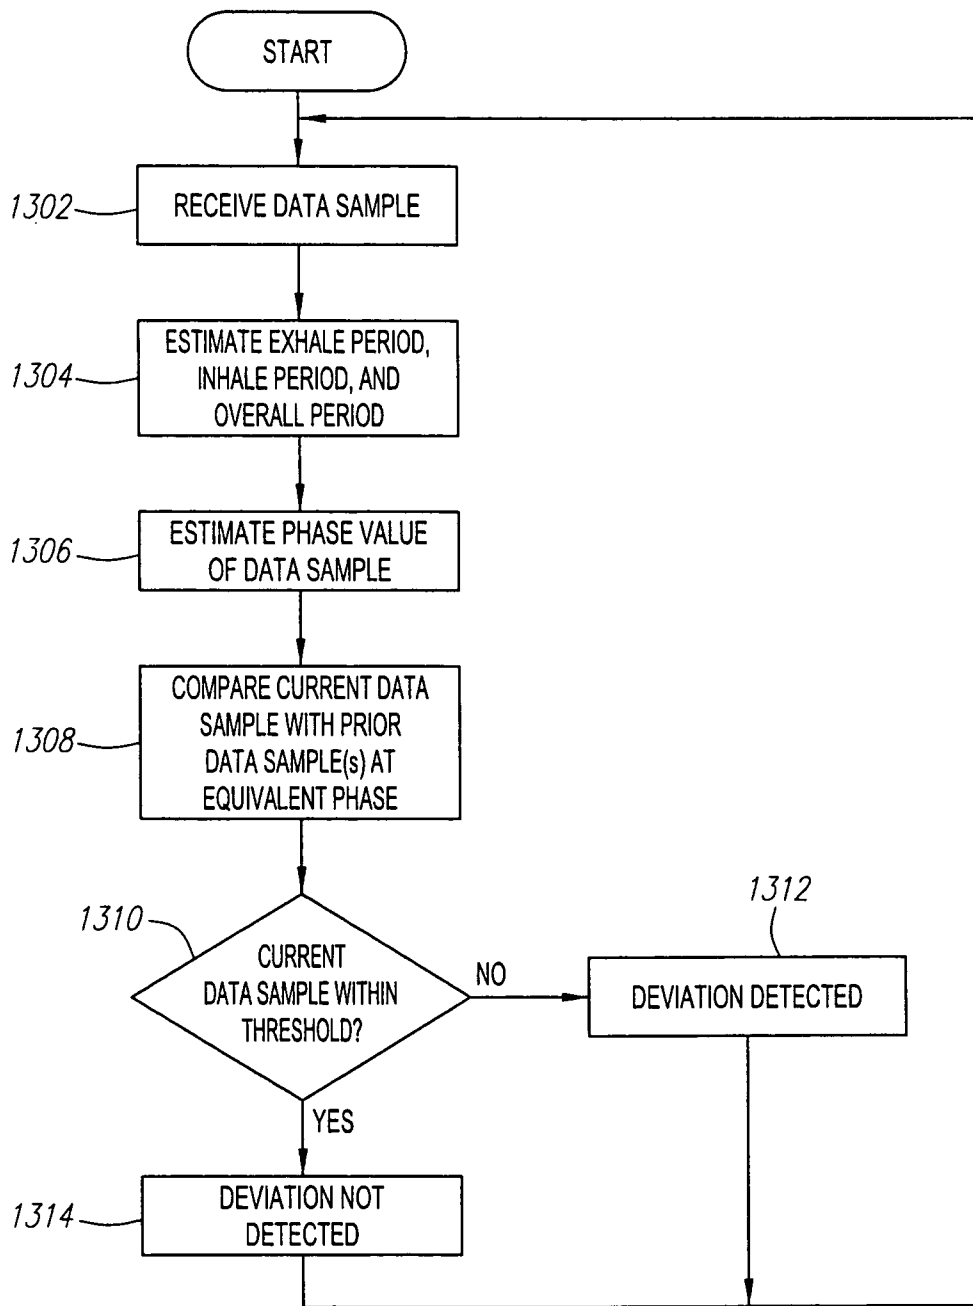 START
1302
RECEIVE DATA SAMPLE
1304
ESTIMATE EXHALE PERIOD,
INHALE PERIOD, AND
OVERALL PERIOD
1306
ESTIMATE PHASE VALUE
OF DATA SAMPLE
1308
COMPARE CURRENT DATA
SAMPLE WITH PRIOR
DATA SAMPLE(s) AT
EQUIVALENT PHASE
1310
CURRENT
DATA SAMPLE WITHIN
THRESHOLD?
NO
1312
DEVIATION DETECTED
YES
1314
DEVIATION NOT
DETECTED